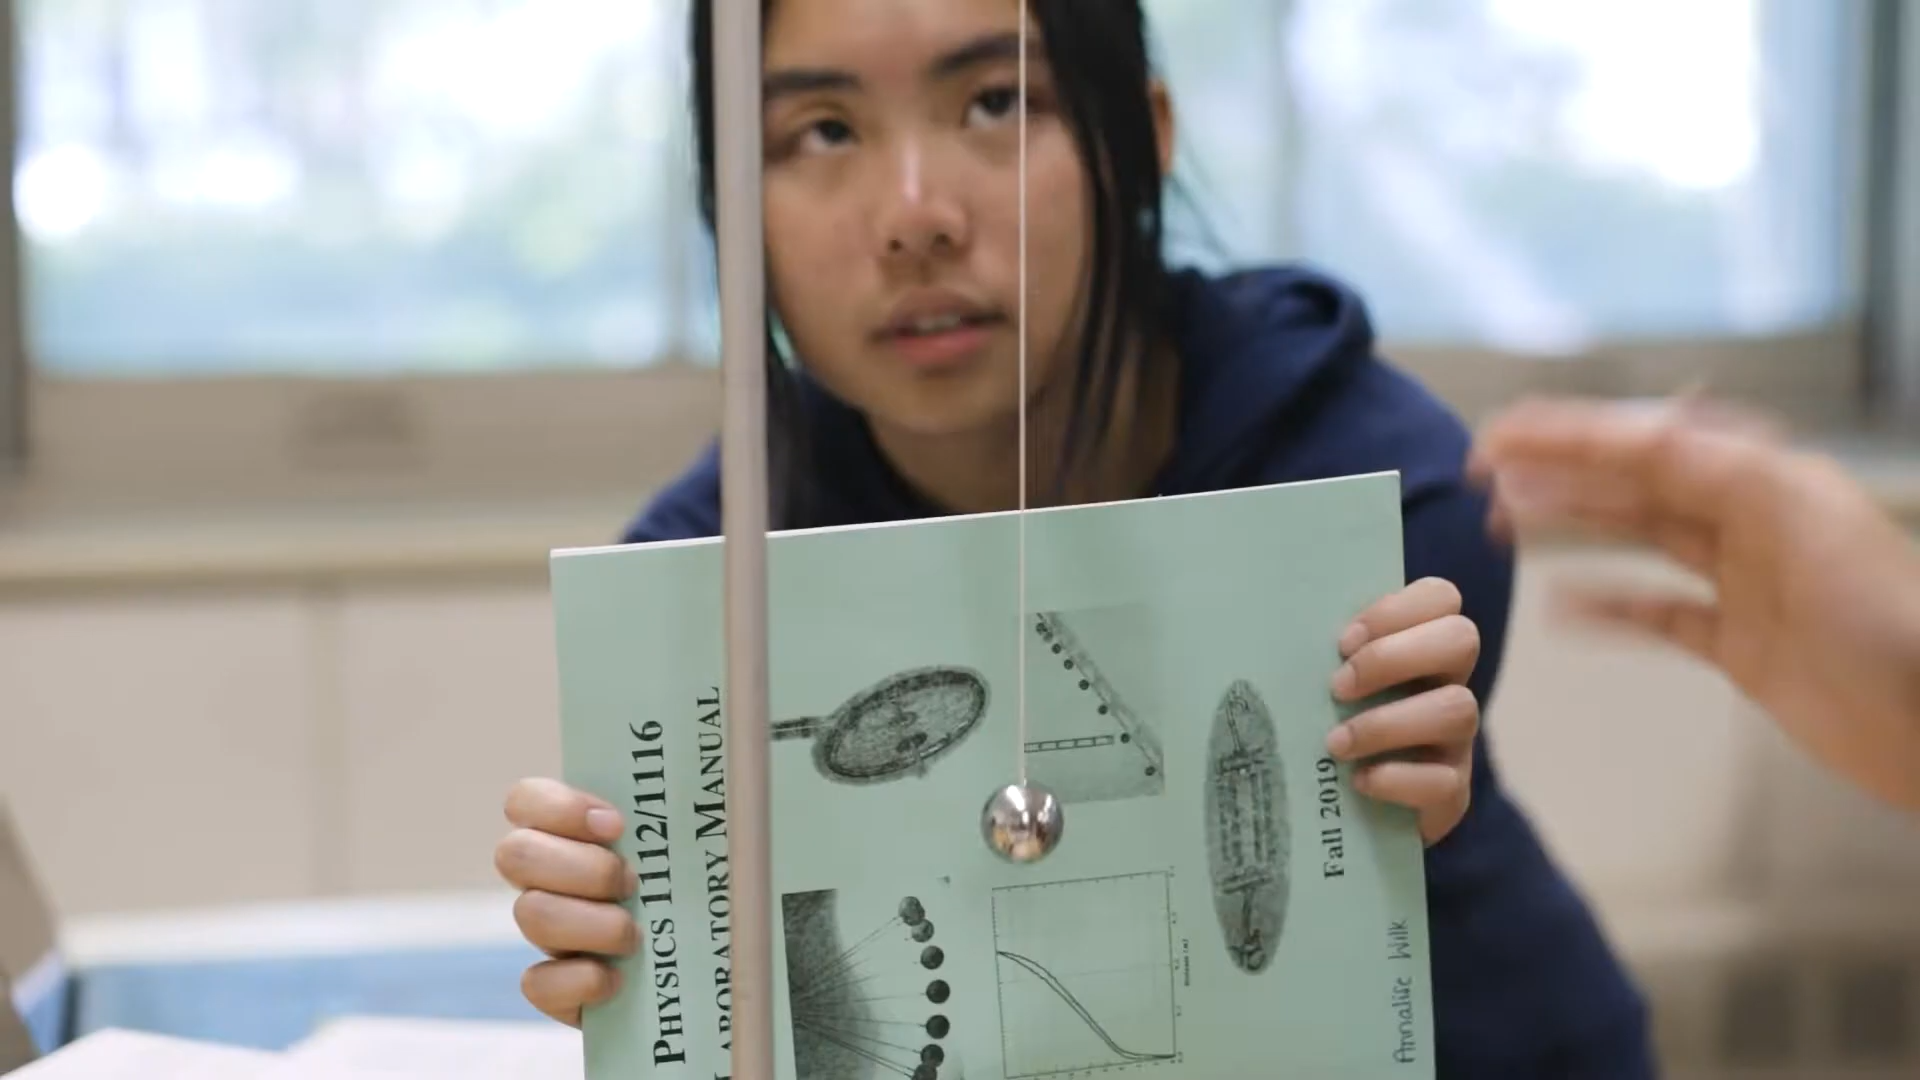 PHYSICS 1112/1116
LABORATORY MANUAL
Fall 2019
Annalise Wilk